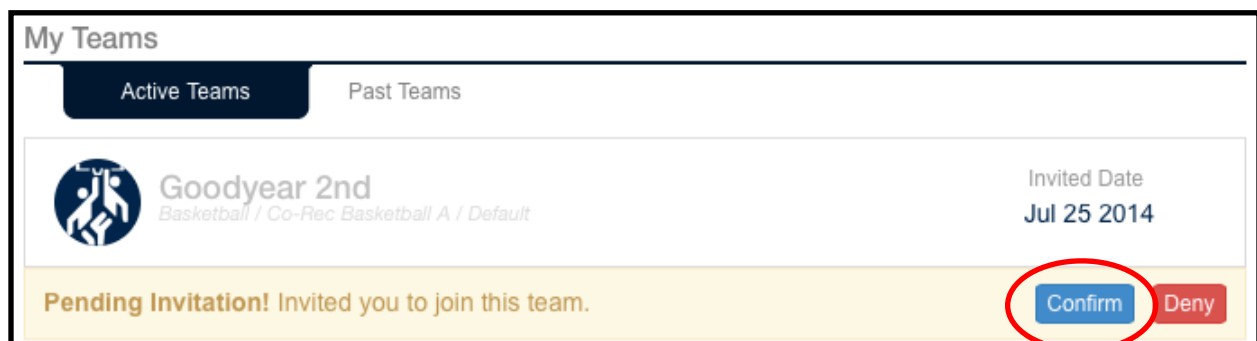 My Teams
Active Teams Past Teams
Goodyear 2nd
Basketball / Co-Rec Basketball A / Default
Invited Date
Jul 25 2014
Pending Invitation! Invited you to join this team. Confirm Deny